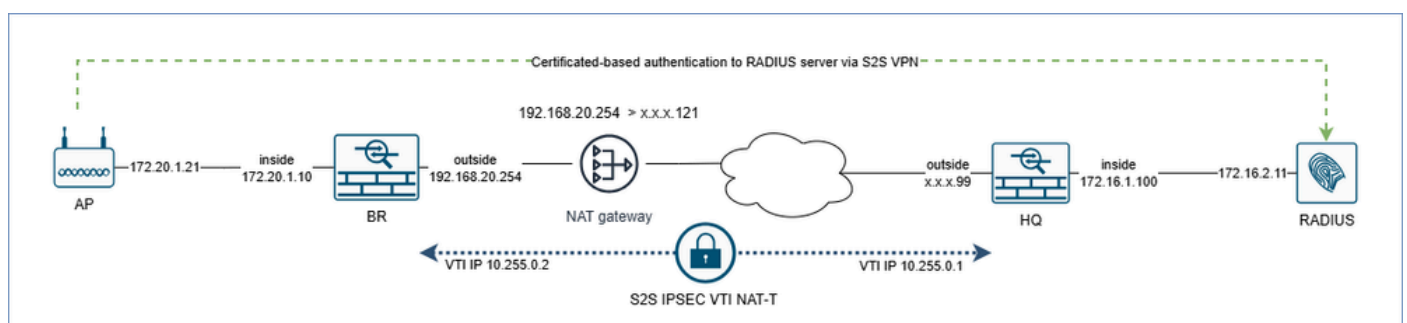 Certificated-based authentication to RADIUS server via S2S VPN
192.168.20.254 > x.x.x.121
172.20.1.21
inside
172.20.1.10
outside
192.168.20.254
outside
x.x.x.99
inside
172.16.1.100
172.16.2.11
AP
BR
NAT gateway
HQ
RADIUS
VTI IP 10.255.0.2
VTI IP 10.255.0.1
S2S IPSEC VTI NAT-T